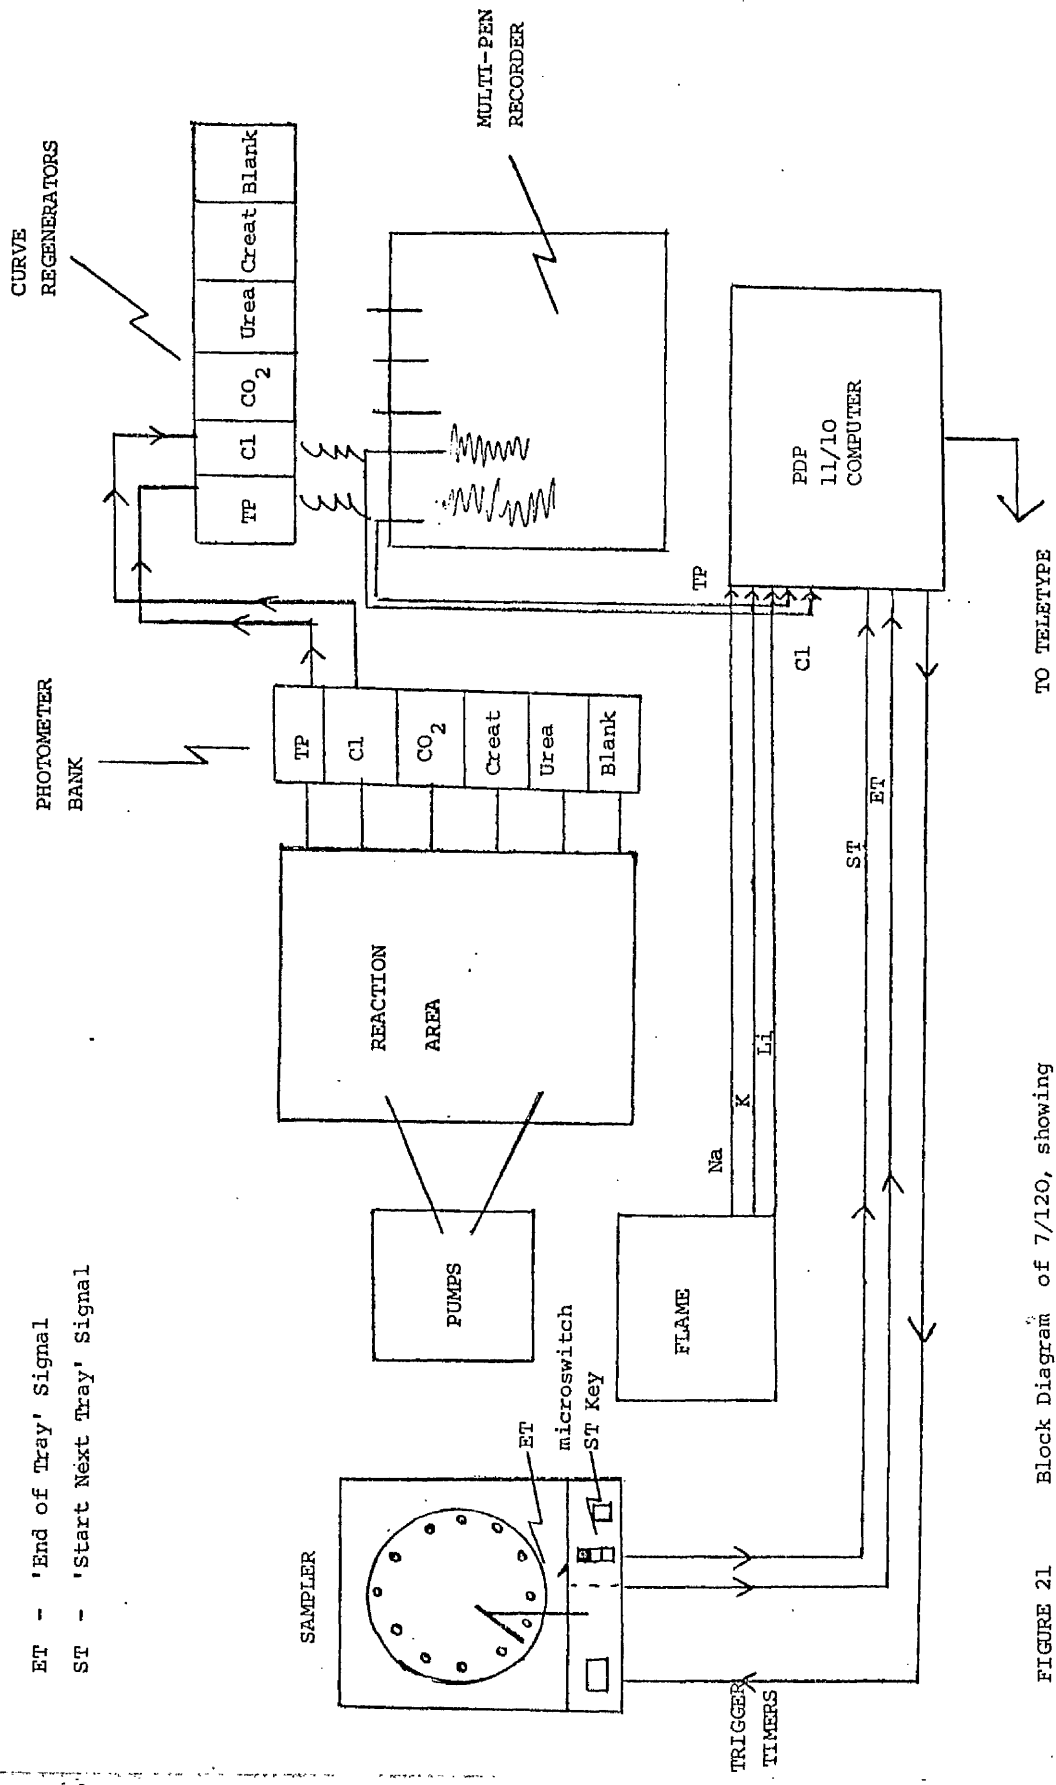 ET - 'End of Tray' Signal
ST - 'Start Next Tray' Signal
CURVE
REGENERATORS
TP Cl CO2 Urea Creat Blank
PHOTOMETER
BANK
TP
Cl
CO2
Creat
Urea
Blank
MULTI-PEN
RECORDER
REACTION
AREA
PUMPS
SAMPLER
ET
microswitch
ST Key
FLAME
Na
K
Li
TP
Cl
PDP
11/10
COMPUTER
ST
ET
TRIGGER
TIMERS
TO TELETYPE
FIGURE 21 Block Diagram of 7/120, showing